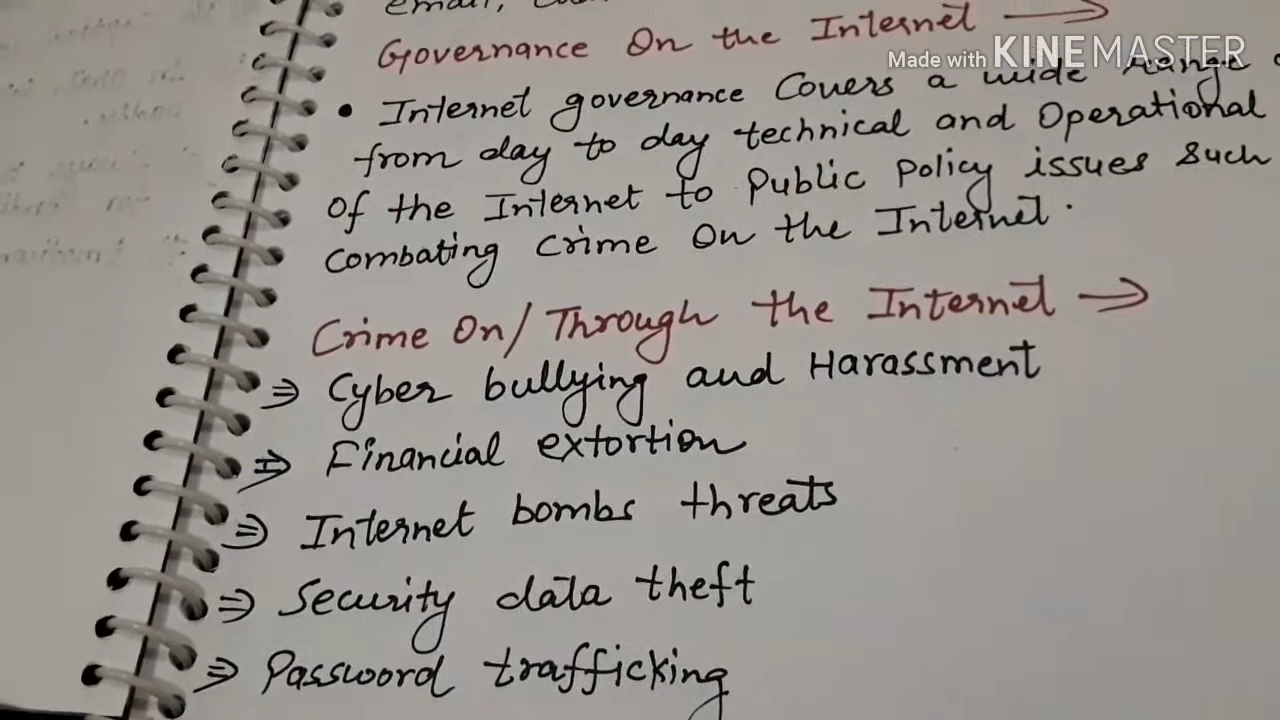 email,
Governance On the Internet →
Made with KINEMASTER
• Internet governance Covers a wide range
from day to day technical and Operational
of the Internet to Public Policy issues such
combating Crime On the Internet.
Crime On/Through the Internet →
⇒ Cyber bullying and Harassment
⇒ Financial extortion
⇒ Internet bombs threats
⇒ Security data theft
⇒ Password trafficking